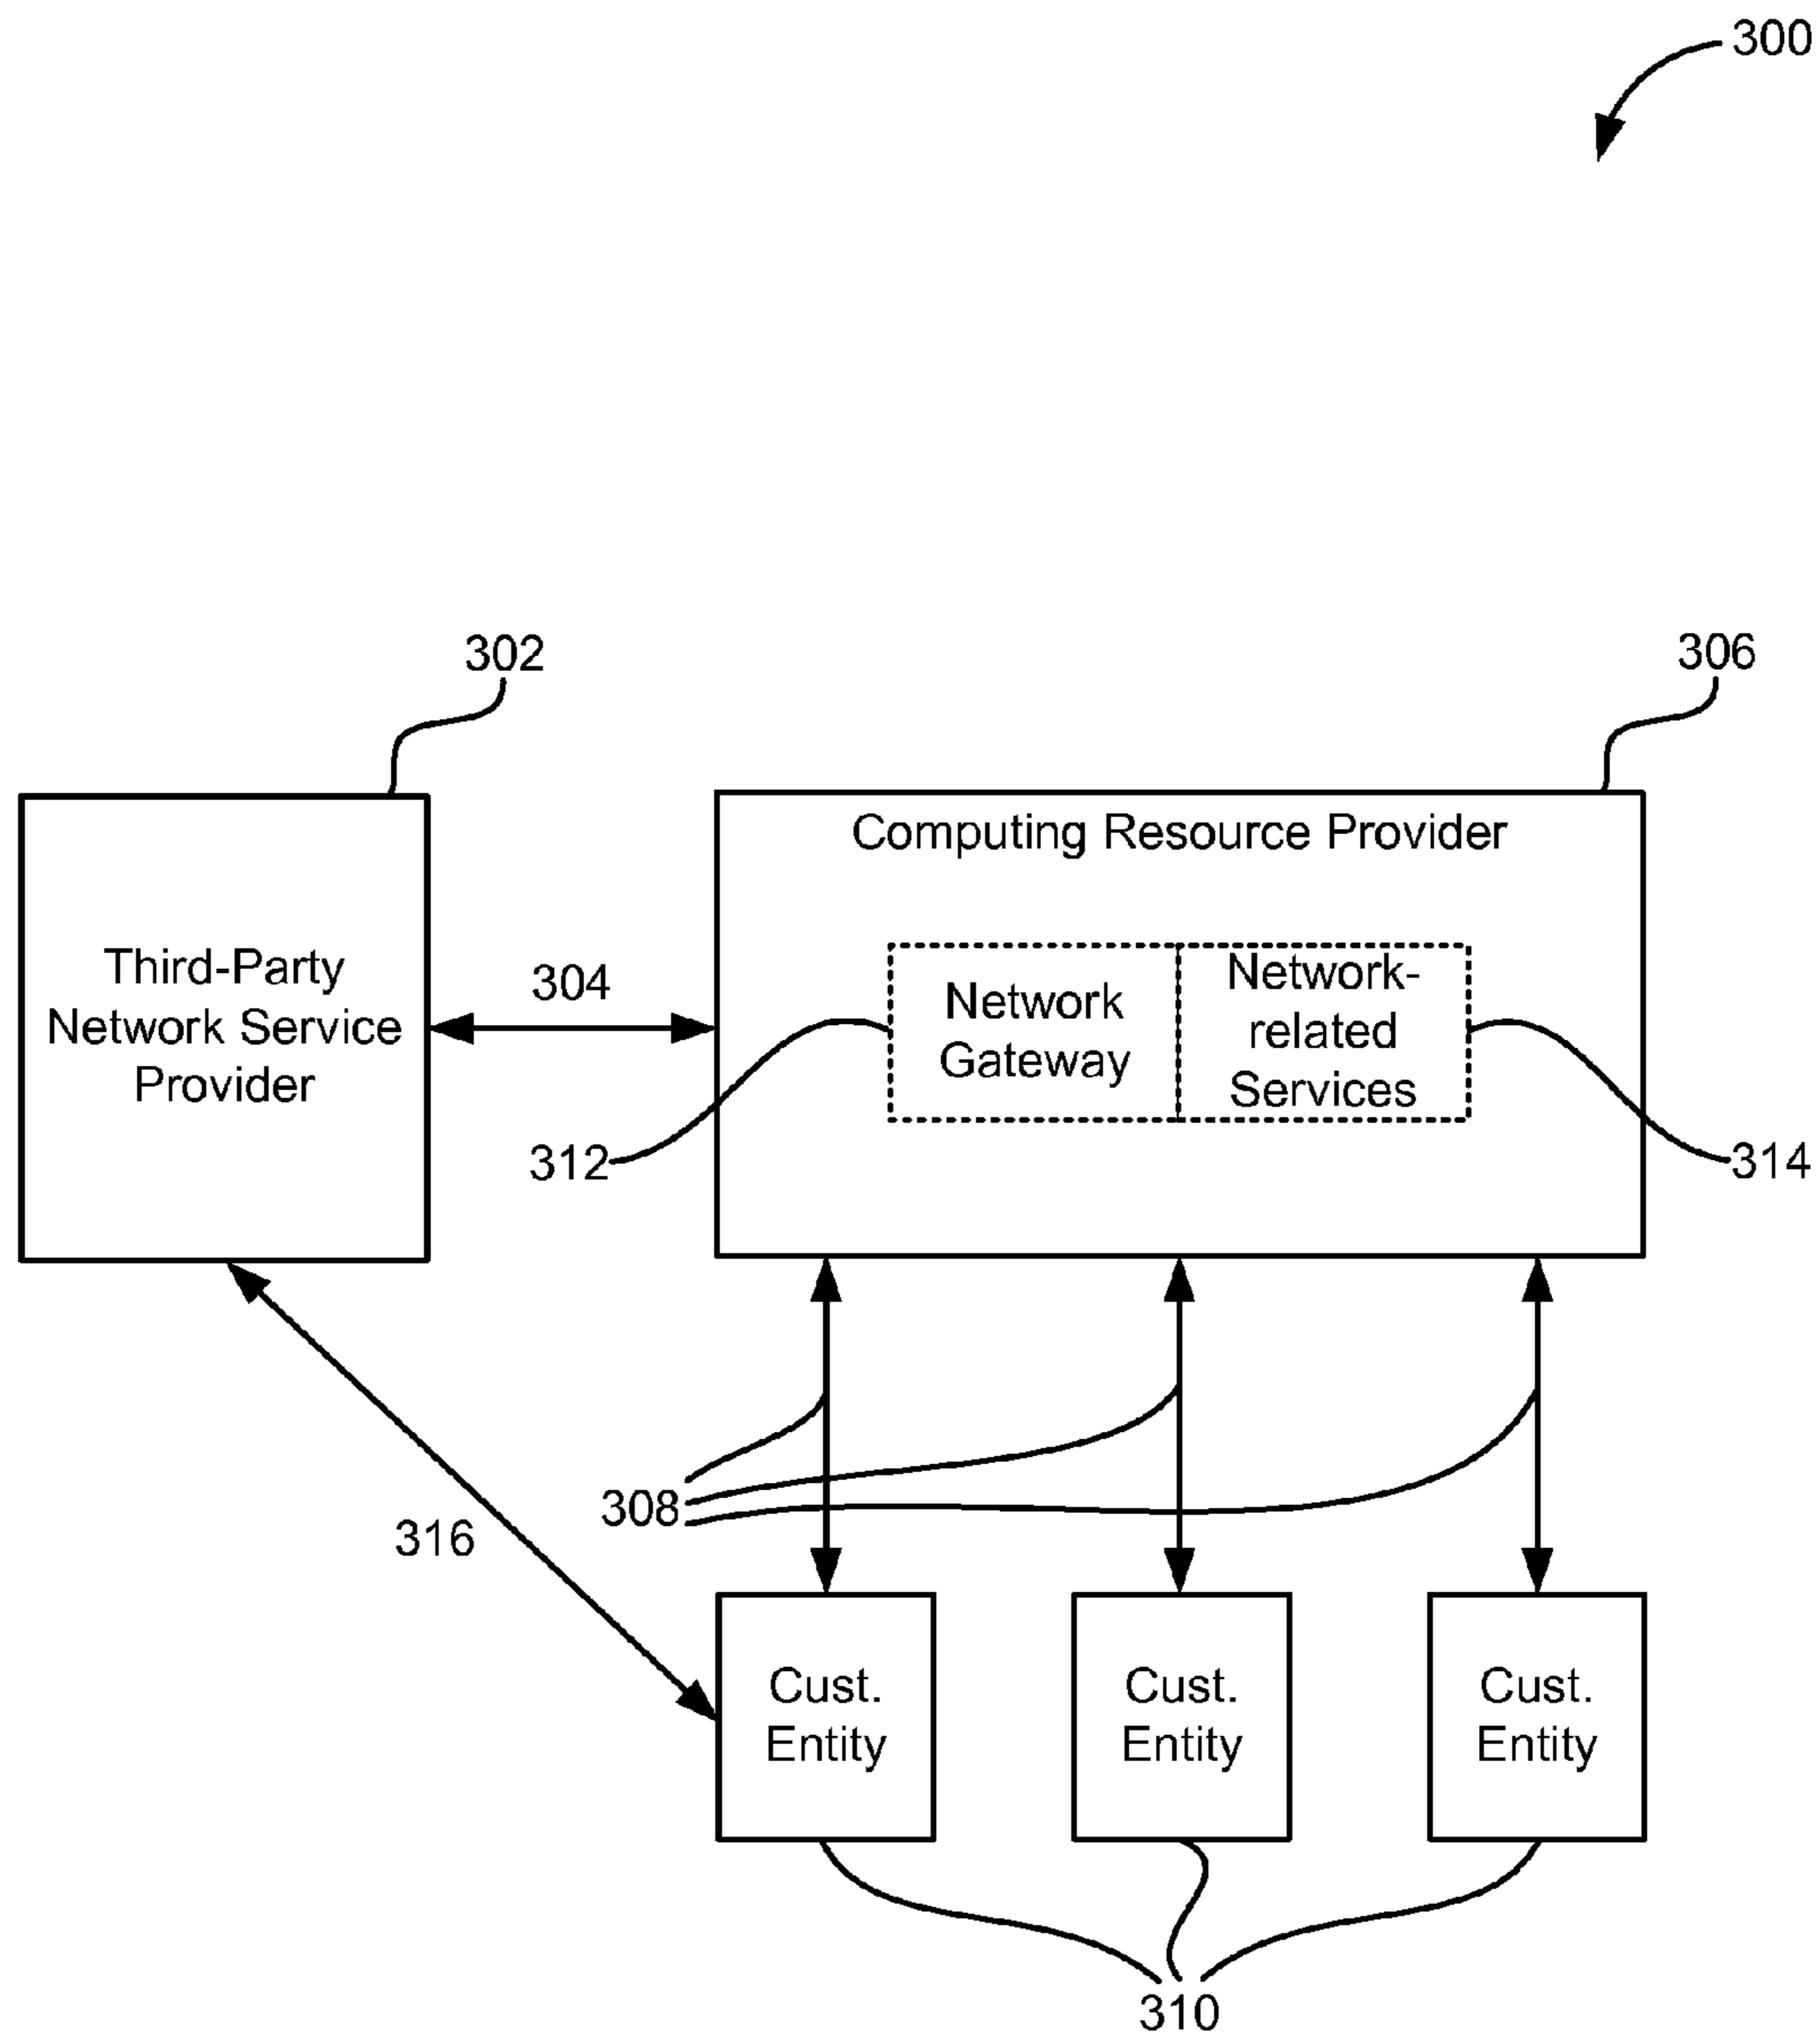 300
302
306
Computing Resource Provider
Third-Party
Network Service
Provider
304
Network
Gateway
Network-
related
Services
312
314
308
316
Cust.
Entity
Cust.
Entity
Cust.
Entity
310